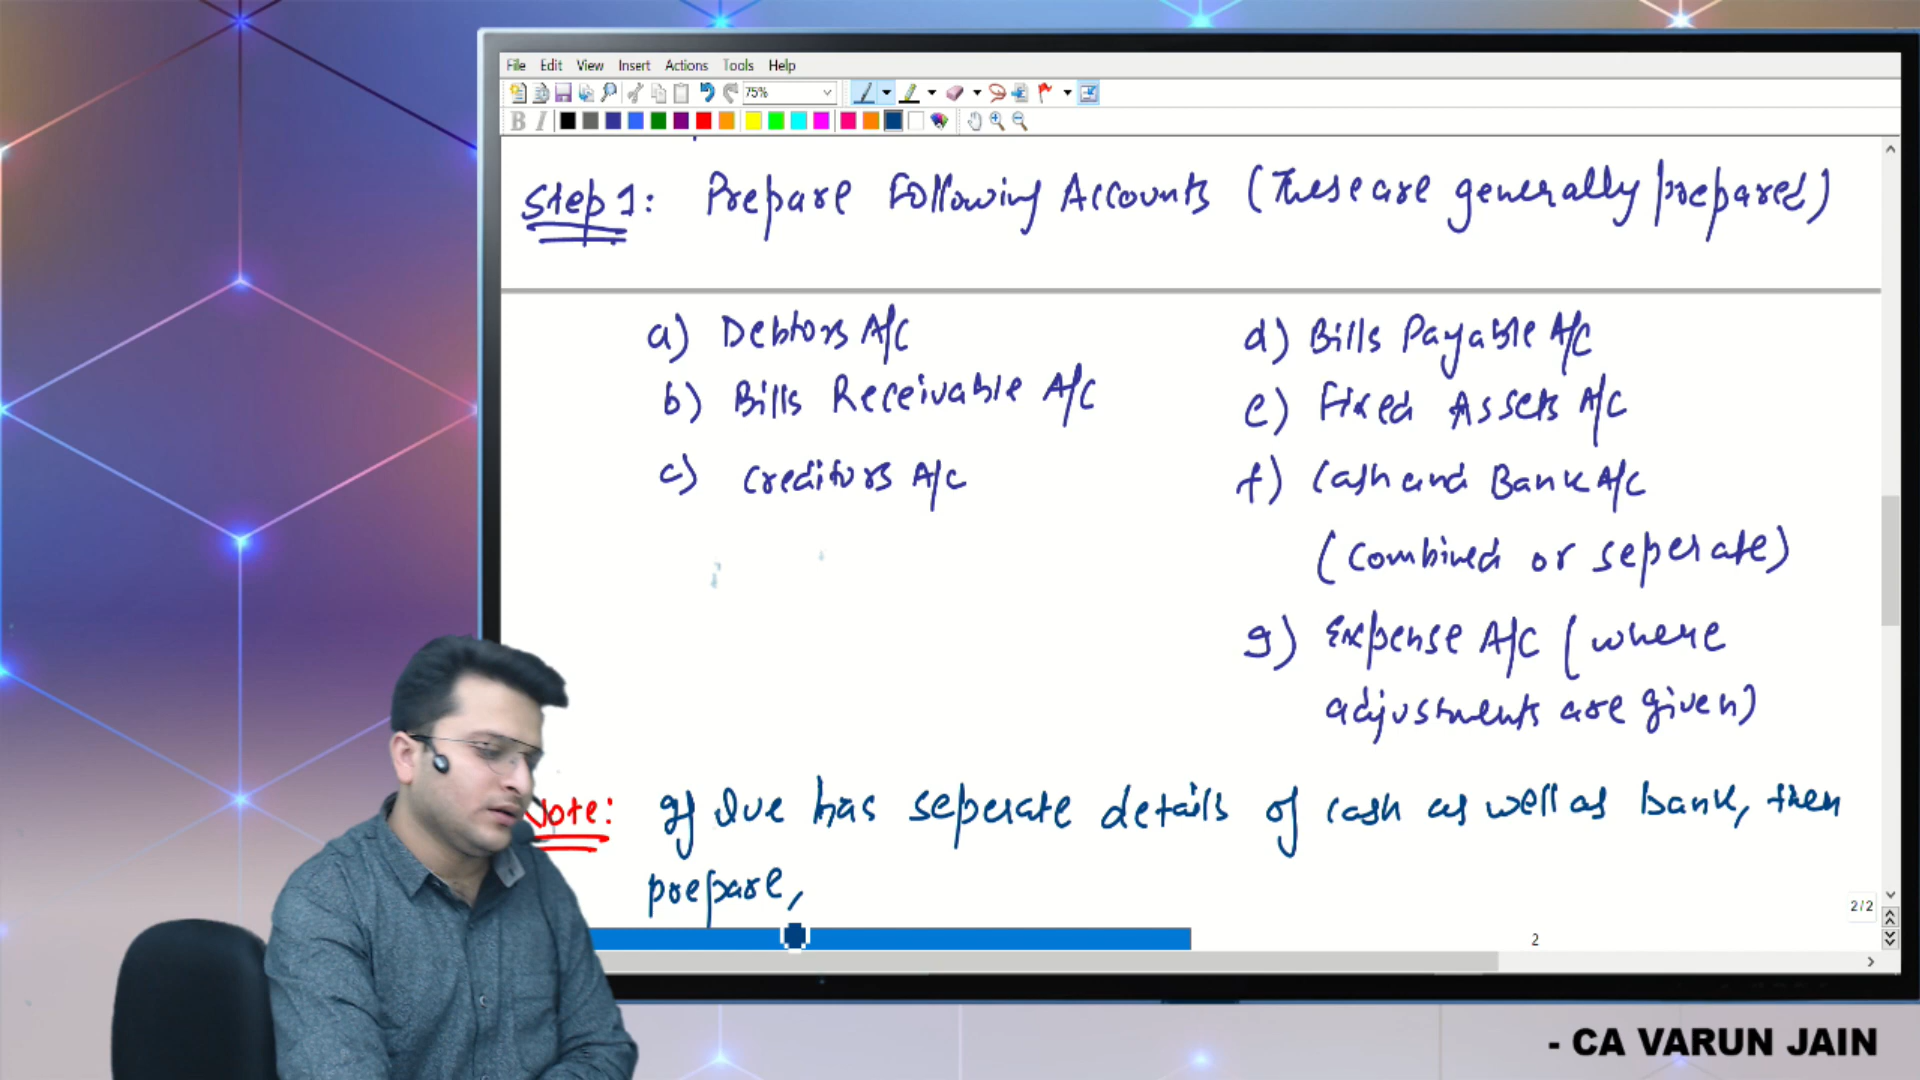 File Edit View Insert Actions Tools Help
75%
B I
Step 1: Prepare Following Accounts (These are generally prepared)
a) Debtors A/C
b) Bills Receivable A/C
c) Creditors A/C
d) Bills Payable A/C
e) Fixed Assets A/C
f) Cash and Bank A/C
(Combined or seperate)
g) Expense A/C (where
adjustments are given)
Note: If Que has seperate details of cash as well as bank, then
prepare,
2/2
2
- CA VARUN JAIN